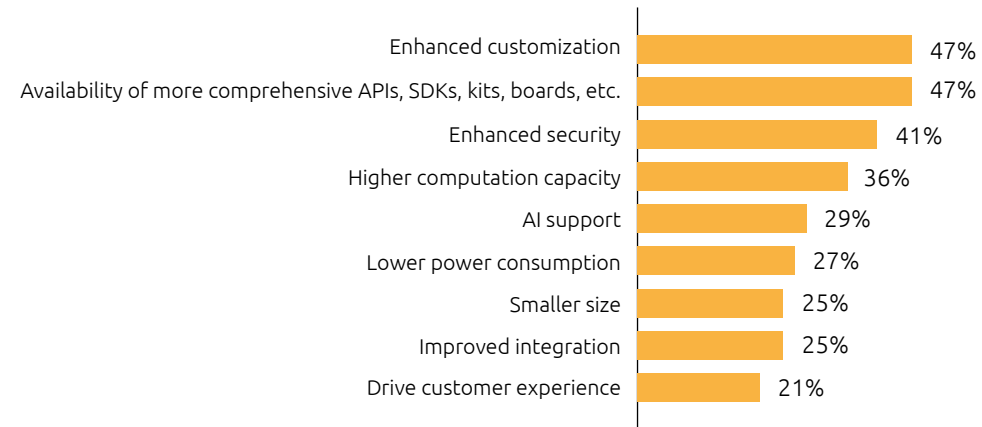 Enhanced customization 47%
Availability of more comprehensive APIs, SDKs, kits, boards, etc. 47%
Enhanced security 41%
Higher computation capacity 36%
AI support 29%
Lower power consumption 27%
Smaller size 25%
Improved integration 25%
Drive customer experience 21%